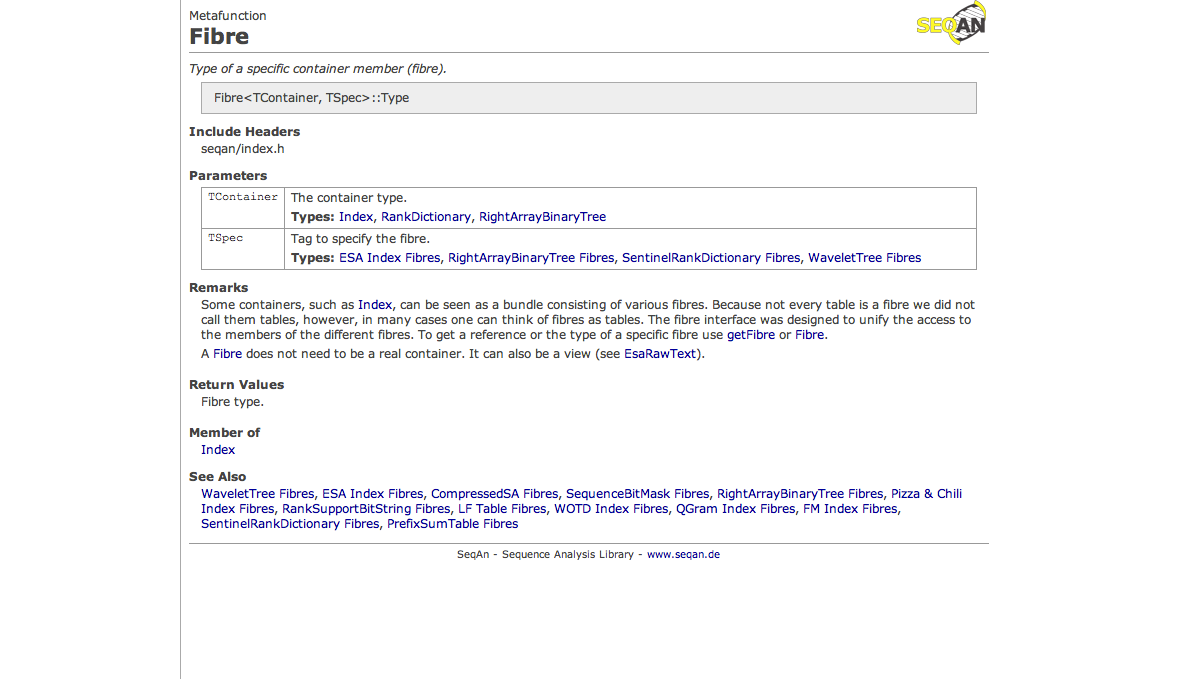 Metafunction
Fibre
SEQAN
Type of a specific container member (fibre).
Fibre<TContainer, TSpec>::Type
Include Headers
seqan/index.h
Parameters
TContainer The container type.
Types: Index, RankDictionary, RightArrayBinaryTree
TSpec Tag to specify the fibre.
Types: ESA Index Fibres, RightArrayBinaryTree Fibres, SentinelRankDictionary Fibres, WaveletTree Fibres
Remarks
Some containers, such as Index, can be seen as a bundle consisting of various fibres. Because not every table is a fibre we did not
call them tables, however, in many cases one can think of fibres as tables. The fibre interface was designed to unify the access to
the members of the different fibres. To get a reference or the type of a specific fibre use getFibre or Fibre.
A Fibre does not need to be a real container. It can also be a view (see EsaRawText).
Return Values
Fibre type.
Member of
Index
See Also
WaveletTree Fibres, ESA Index Fibres, CompressedSA Fibres, SequenceBitMask Fibres, RightArrayBinaryTree Fibres, Pizza & Chili
Index Fibres, RankSupportBitString Fibres, LF Table Fibres, WOTD Index Fibres, QGram Index Fibres, FM Index Fibres,
SentinelRankDictionary Fibres, PrefixSumTable Fibres
SeqAn - Sequence Analysis Library - www.seqan.de